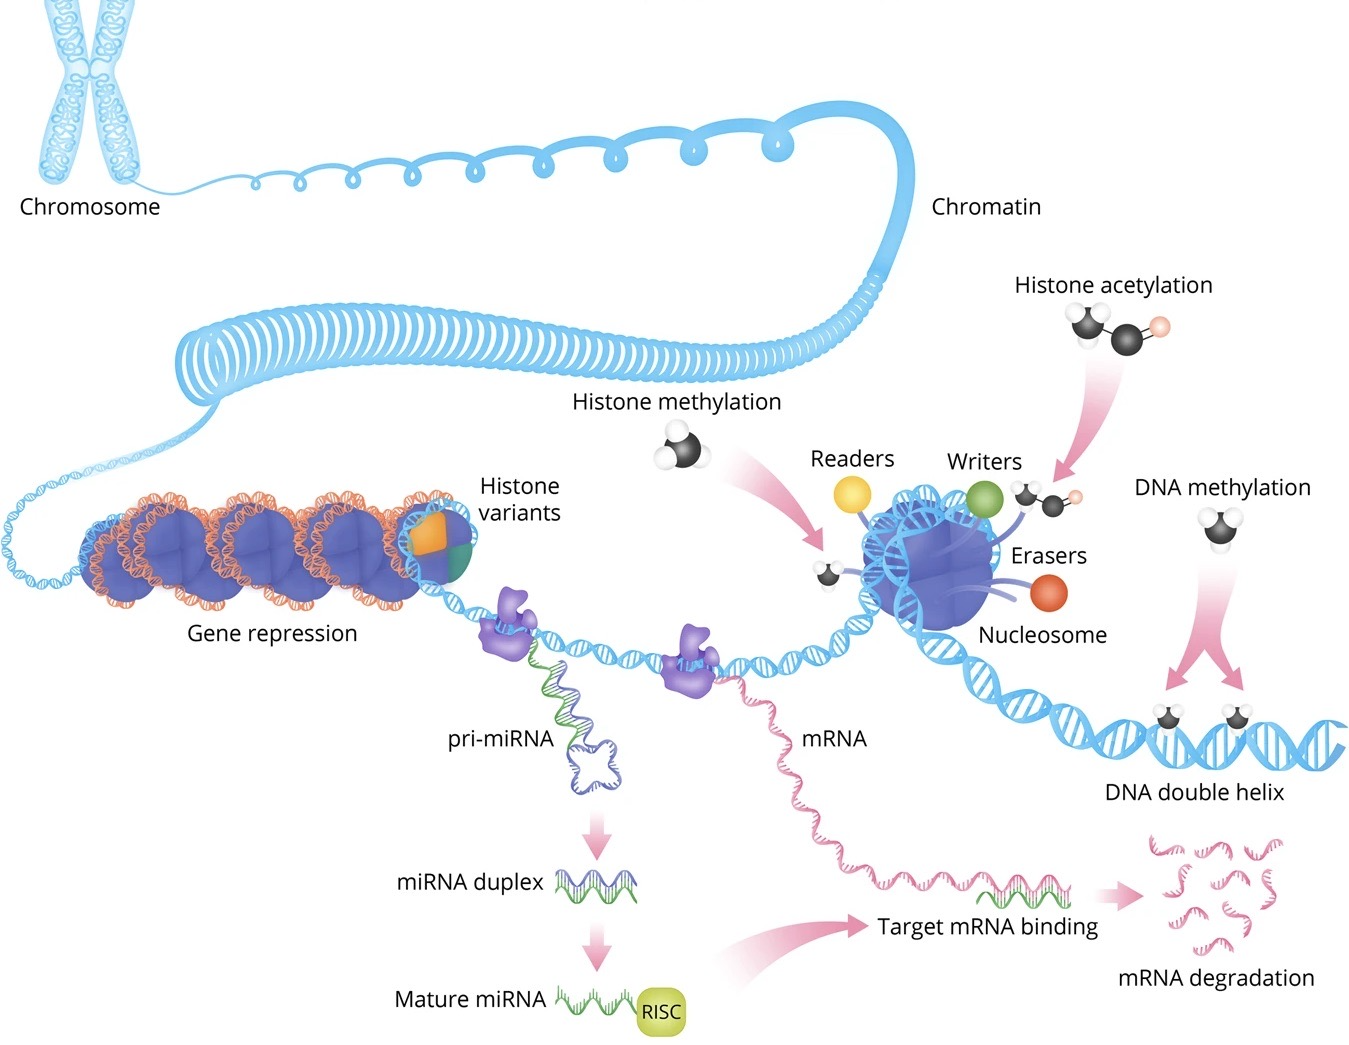 Chromosome
Chromatin
Histone acetylation
Histone methylation
Readers
Writers
DNA methylation
Histone
variants
Erasers
Gene repression
Nucleosome
pri-miRNA
mRNA
DNA double helix
miRNA duplex
Target mRNA binding
mRNA degradation
Mature miRNA
RISC